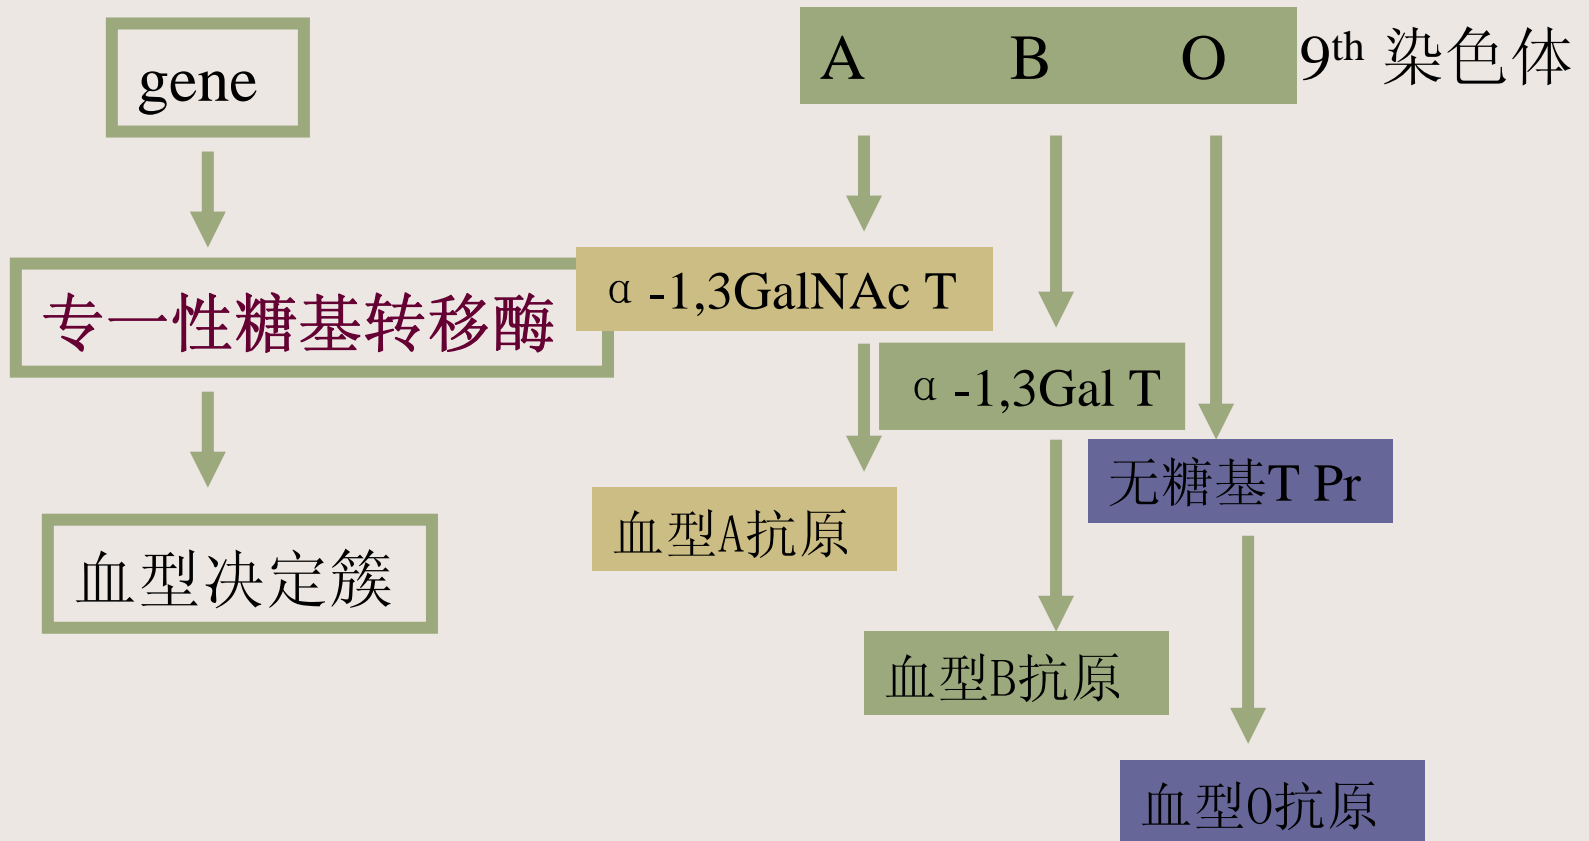 gene
A B O 9th 染色体
专一性糖基转移酶
α-1,3GalNAc T
α-1,3Gal T
无糖基T Pr
血型A抗原
血型决定簇
血型B抗原
血型O抗原